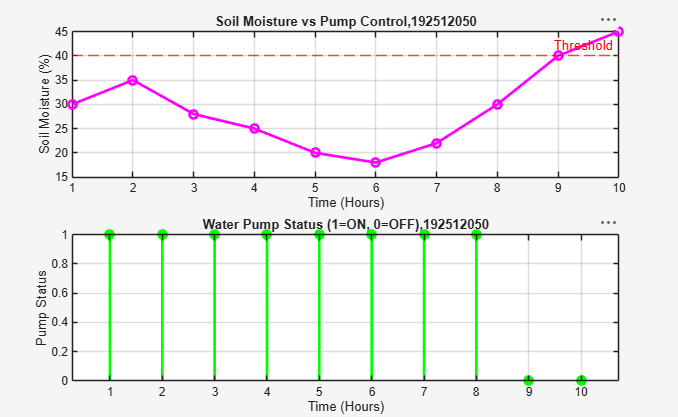 Soil Moisture vs Pump Control,192512050
Soil Moisture (%)
45
40
35
30
25
20
15
Threshold
1 2 3 4 5 6 7 8 9 10
Time (Hours)
Water Pump Status (1=ON, 0=OFF),192512050
Pump Status
1
0.8
0.6
0.4
0.2
0
1 2 3 4 5 6 7 8 9 10
Time (Hours)